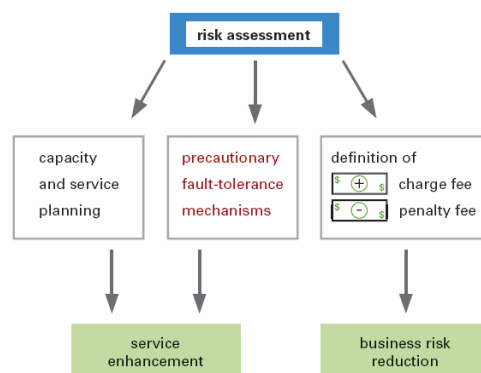 risk assessment
capacity
and service
planning
precautionary
fault-tolerance
mechanisms
definition of
$ + $ charge fee
$ - $ penalty fee
service
enhancement
business risk
reduction